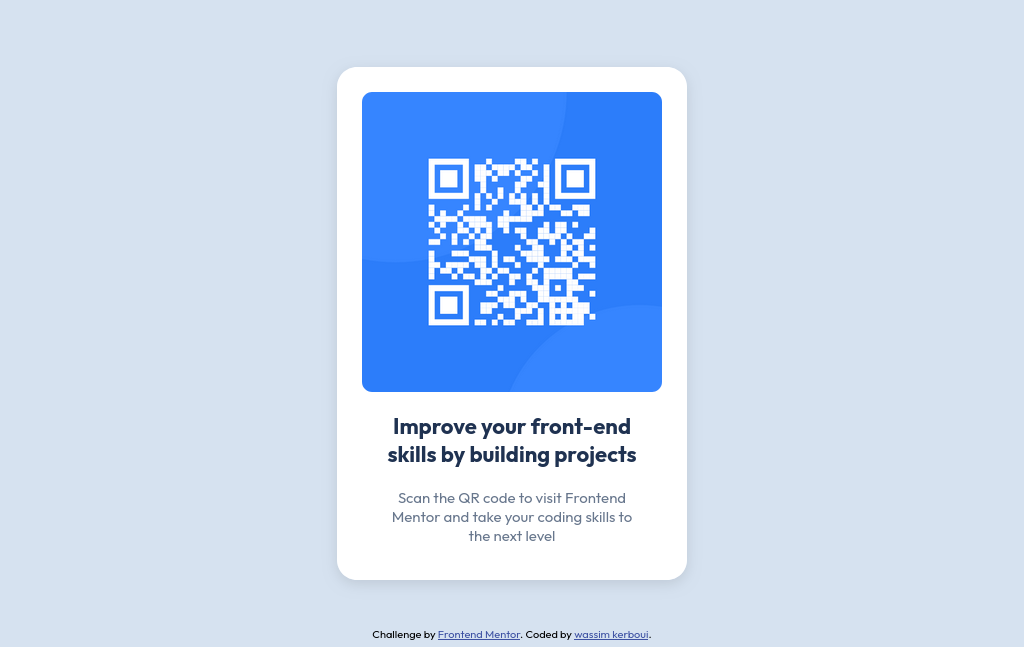 Improve your front-end
skills by building projects
Scan the QR code to visit Frontend
Mentor and take your coding skills to
the next level
Challenge by Frontend Mentor. Coded by wassim kerboui.